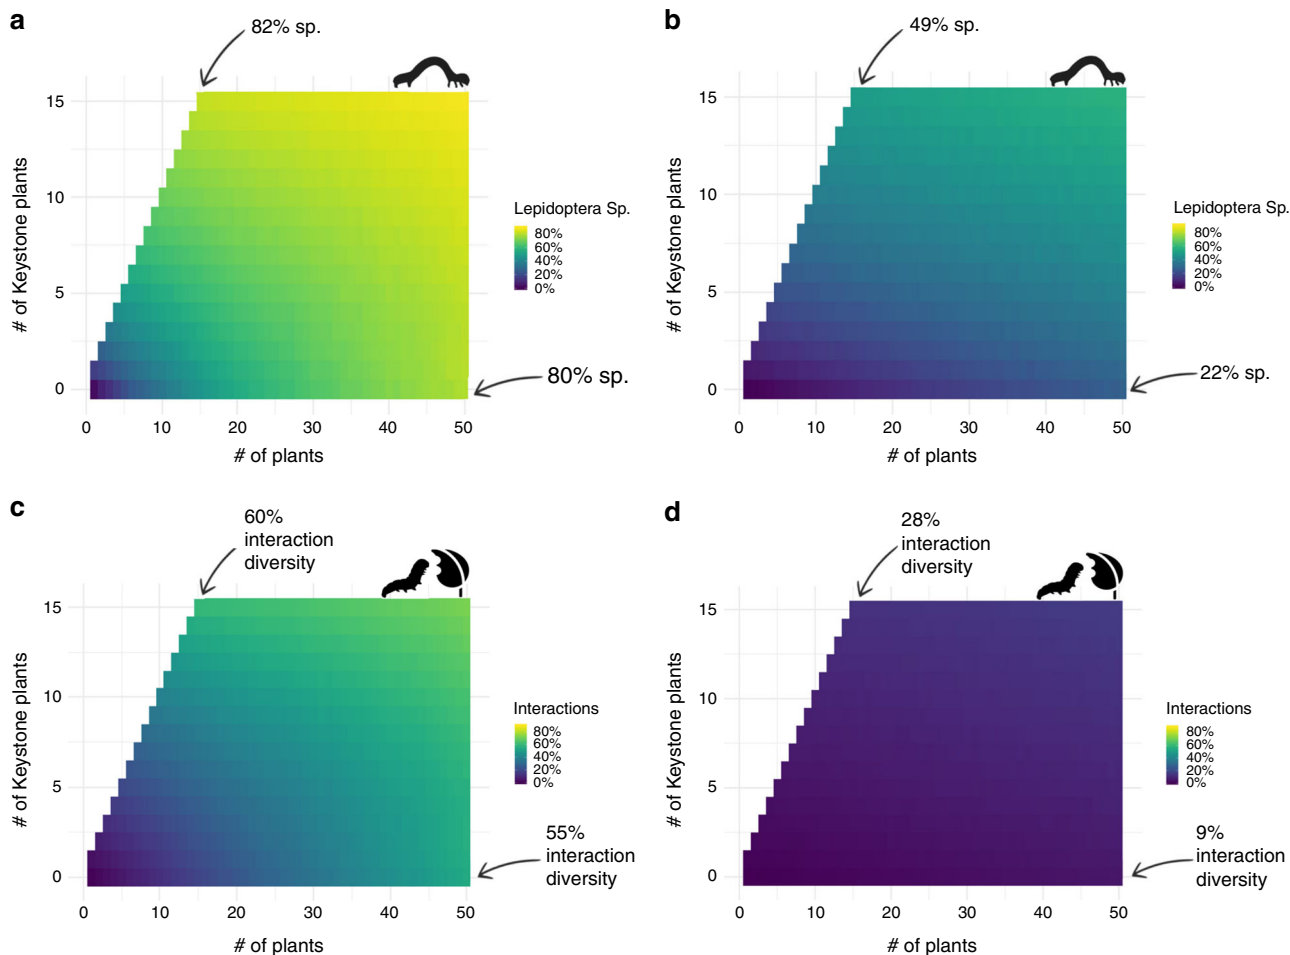 a
82% sp.
15
10
5
0
# of Keystone plants
0 10 20 30 40 50
# of plants
Lepidoptera Sp.
80%
60%
40%
20%
0%
80% sp.
b
49% sp.
15
10
5
0
# of Keystone plants
0 10 20 30 40 50
# of plants
Lepidoptera Sp.
80%
60%
40%
20%
0%
22% sp.
c
60%
interaction
diversity
15
10
5
0
# of Keystone plants
0 10 20 30 40 50
# of plants
Interactions
80%
60%
40%
20%
0%
55%
interaction
diversity
d
28%
interaction
diversity
15
10
5
0
# of Keystone plants
0 10 20 30 40 50
# of plants
Interactions
80%
60%
40%
20%
0%
9%
interaction
diversity